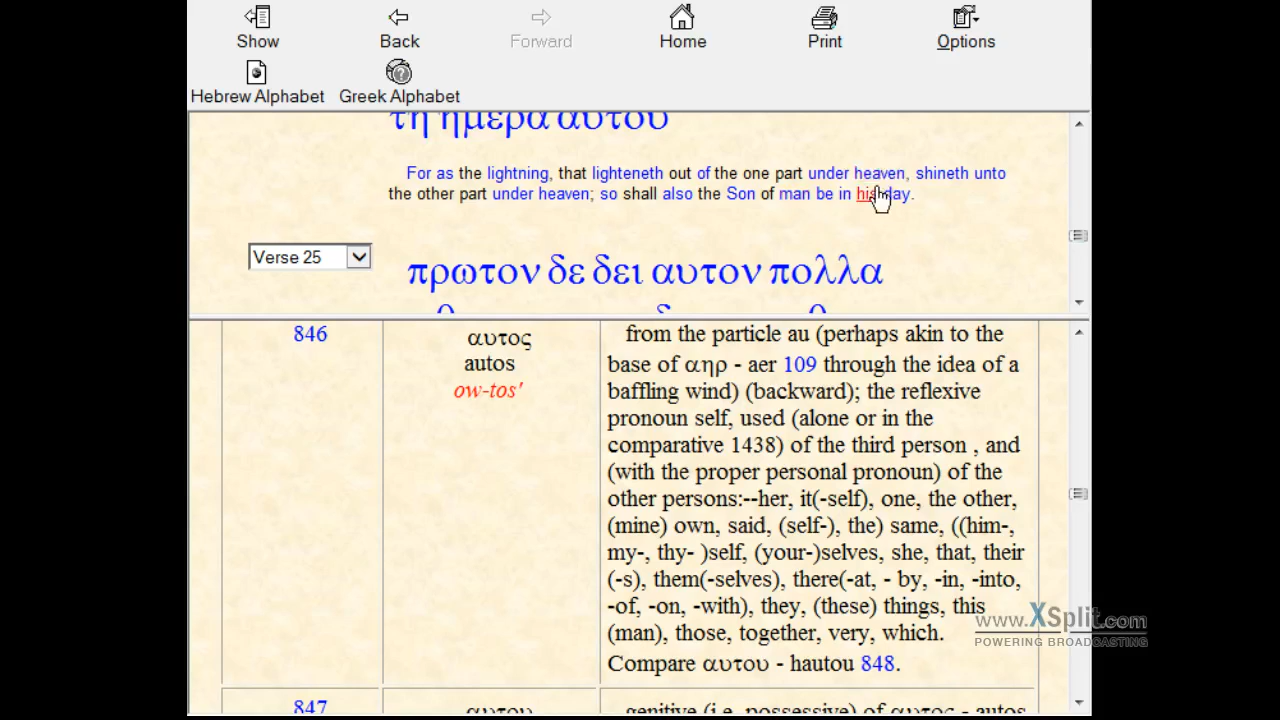 Show Back Forward Home Print Options
Hebrew Alphabet Greek Alphabet
τη ημερα αυτου
For as the lightning, that lighteneth out of the one part under heaven, shineth unto
the other part under heaven; so shall also the Son of man be in his day.
Verse 25
πρωτον δε δει αυτον πολλα
846
αυτος
autos
ow-tos'
from the particle au (perhaps akin to the
base of αηρ - aer 109 through the idea of a
baffling wind) (backward); the reflexive
pronoun self, used (alone or in the
comparative 1438) of the third person , and
(with the proper personal pronoun) of the
other persons:--her, it(-self), one, the other,
(mine) own, said, (self-), the) same, ((him-,
my-, thy- )self, (your-)selves, she, that, their
(-s), them(-selves), there(-at, - by, -in, -into,
-of, -on, -with), they, (these) things, this
(man), those, together, very, which.
Compare αυτου - hautou 848.
847
αυτου
genitive (i.e. possessive) of αυτος - autos
www.XSplit.com
POWERING BROADCASTING